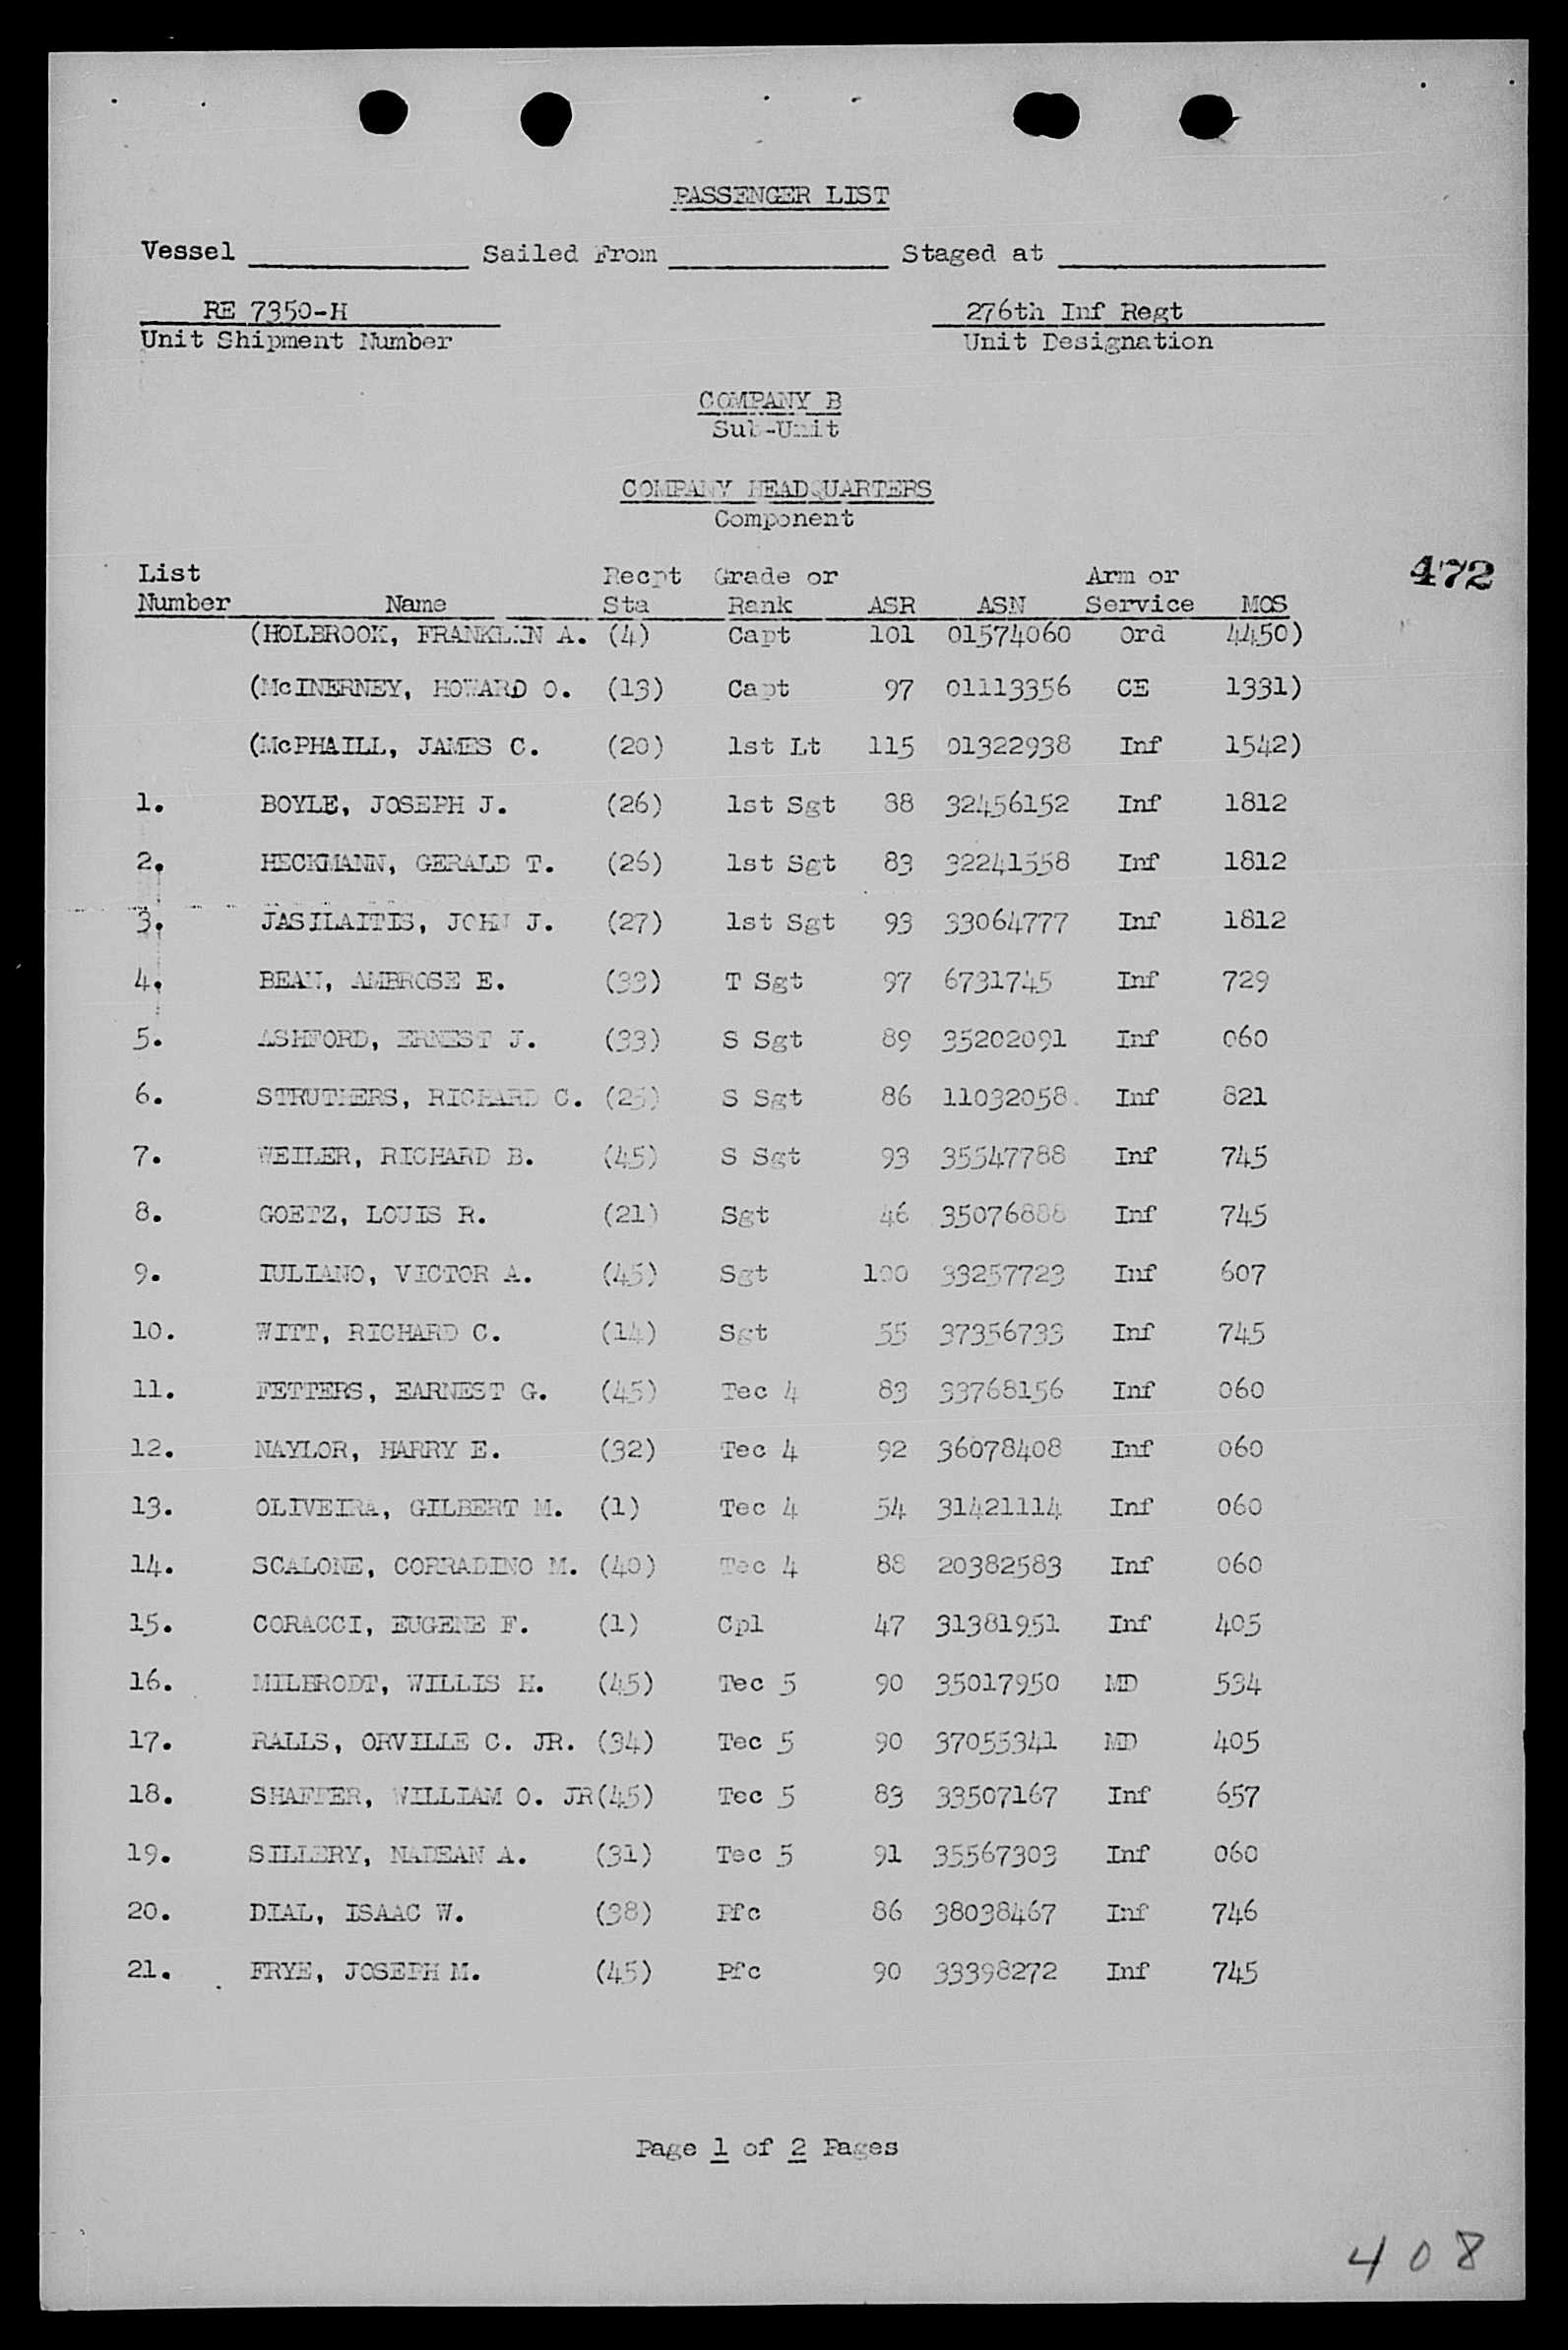 PASSENGER LIST
Vessel Sailed From Staged at
RE 7350-H 276th Inf Regt
Unit Shipment Number Unit Designation
COMPANY B
Sub-Unit
COMPANY HEADQUARTERS
Component
List Recpt Grade or Arm or 472
Number Name Sta Rank ASR ASN Service MOS
(HOLBROOK, FRANKLIN A. (4) Capt 101 01574060 Ord 4450)
(McINERNEY, HOWARD O. (13) Capt 97 01113356 CE 1331)
(McPHAILL, JAMES C. (20) 1st Lt 115 01322938 Inf 1542)
1. BOYLE, JOSEPH J. (26) 1st Sgt 88 32456152 Inf 1812
2. HECKMANN, GERALD T. (26) 1st Sgt 83 32241558 Inf 1812
3. JASILAITIS, JOHN J. (27) 1st Sgt 93 33064777 Inf 1812
4. AMBROSE E. (33) T Sgt 97 6731745 Inf 729
5. ASHFORD, ERNEST J. (33) S Sgt 89 35202091 Inf 060
6. STRUTHERS, RICHARD C. S Sgt 86 11032058 Inf 821
7. WEILER, RICHARD B. (45) S Sgt 93 35547788 Inf 745
8. GOETZ, LOUIS R. (21) Sgt 46 35076888 Inf 745
9. IULIANO, VICTOR A. (45) Sgt 100 33257723 Inf 607
10. WITT, RICHARD C. (14) Sgt 55 37356733 Inf 745
11. FETTERS, EARNEST G. (45) Tec 4 83 33768156 Inf 060
12. NAYLOR, HARRY E. (32) Tec 4 92 36078408 Inf 060
13. OLIVEIRA, GILBERT M. (1) Tec 4 54 31421114 Inf 060
14. SCALONE, CORRADINO M. (40) Tec 4 88 20382583 Inf 060
15. CORACCI, EUGENE F. (1) Cpl 47 31381951 Inf 405
16. MILBRODT, WILLIS H. (45) Tec 5 90 35017950 MD 534
17. RALLS, ORVILLE C. JR. (34) Tec 5 90 37055341 MD 405
18. SHAFFER, WILLIAM O. JR(45) Tec 5 83 33507167 Inf 657
19. SILLERY, NADEAN A. (31) Tec 5 91 35567303 Inf 060
20. DIAL, ISAAC W. (38) Pfc 86 38038467 Inf 746
21. FRYE, JOSEPH M. (45) Pfc 90 33398272 Inf 745
Page 1 of 2 Pages
408